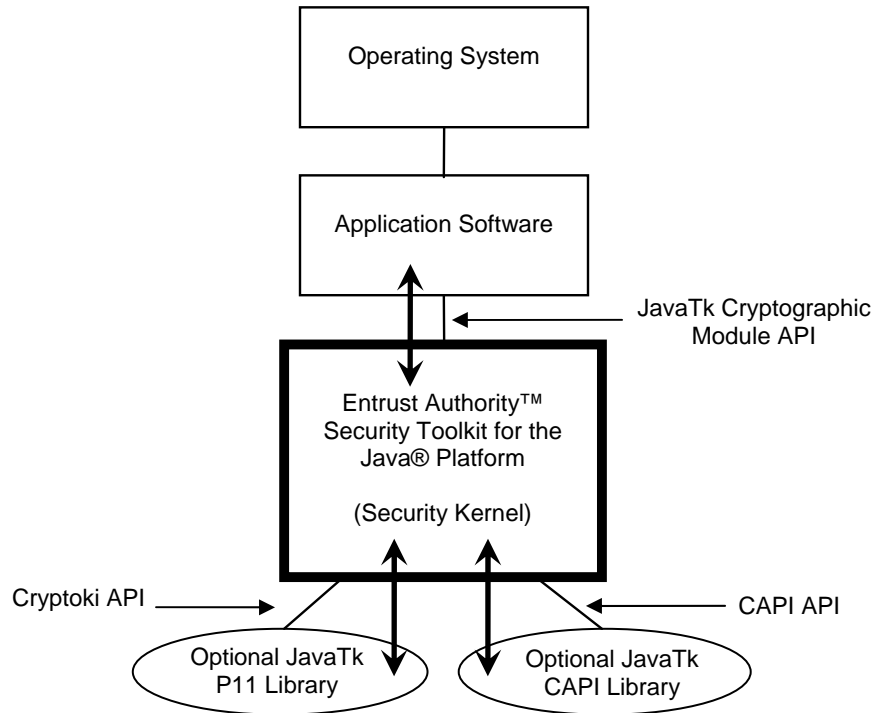 Operating System
Application Software
JavaTk Cryptographic
Module API
Entrust Authority™
Security Toolkit for the
Java® Platform
(Security Kernel)
Cryptoki API
CAPI API
Optional JavaTk
P11 Library
Optional JavaTk
CAPI Library